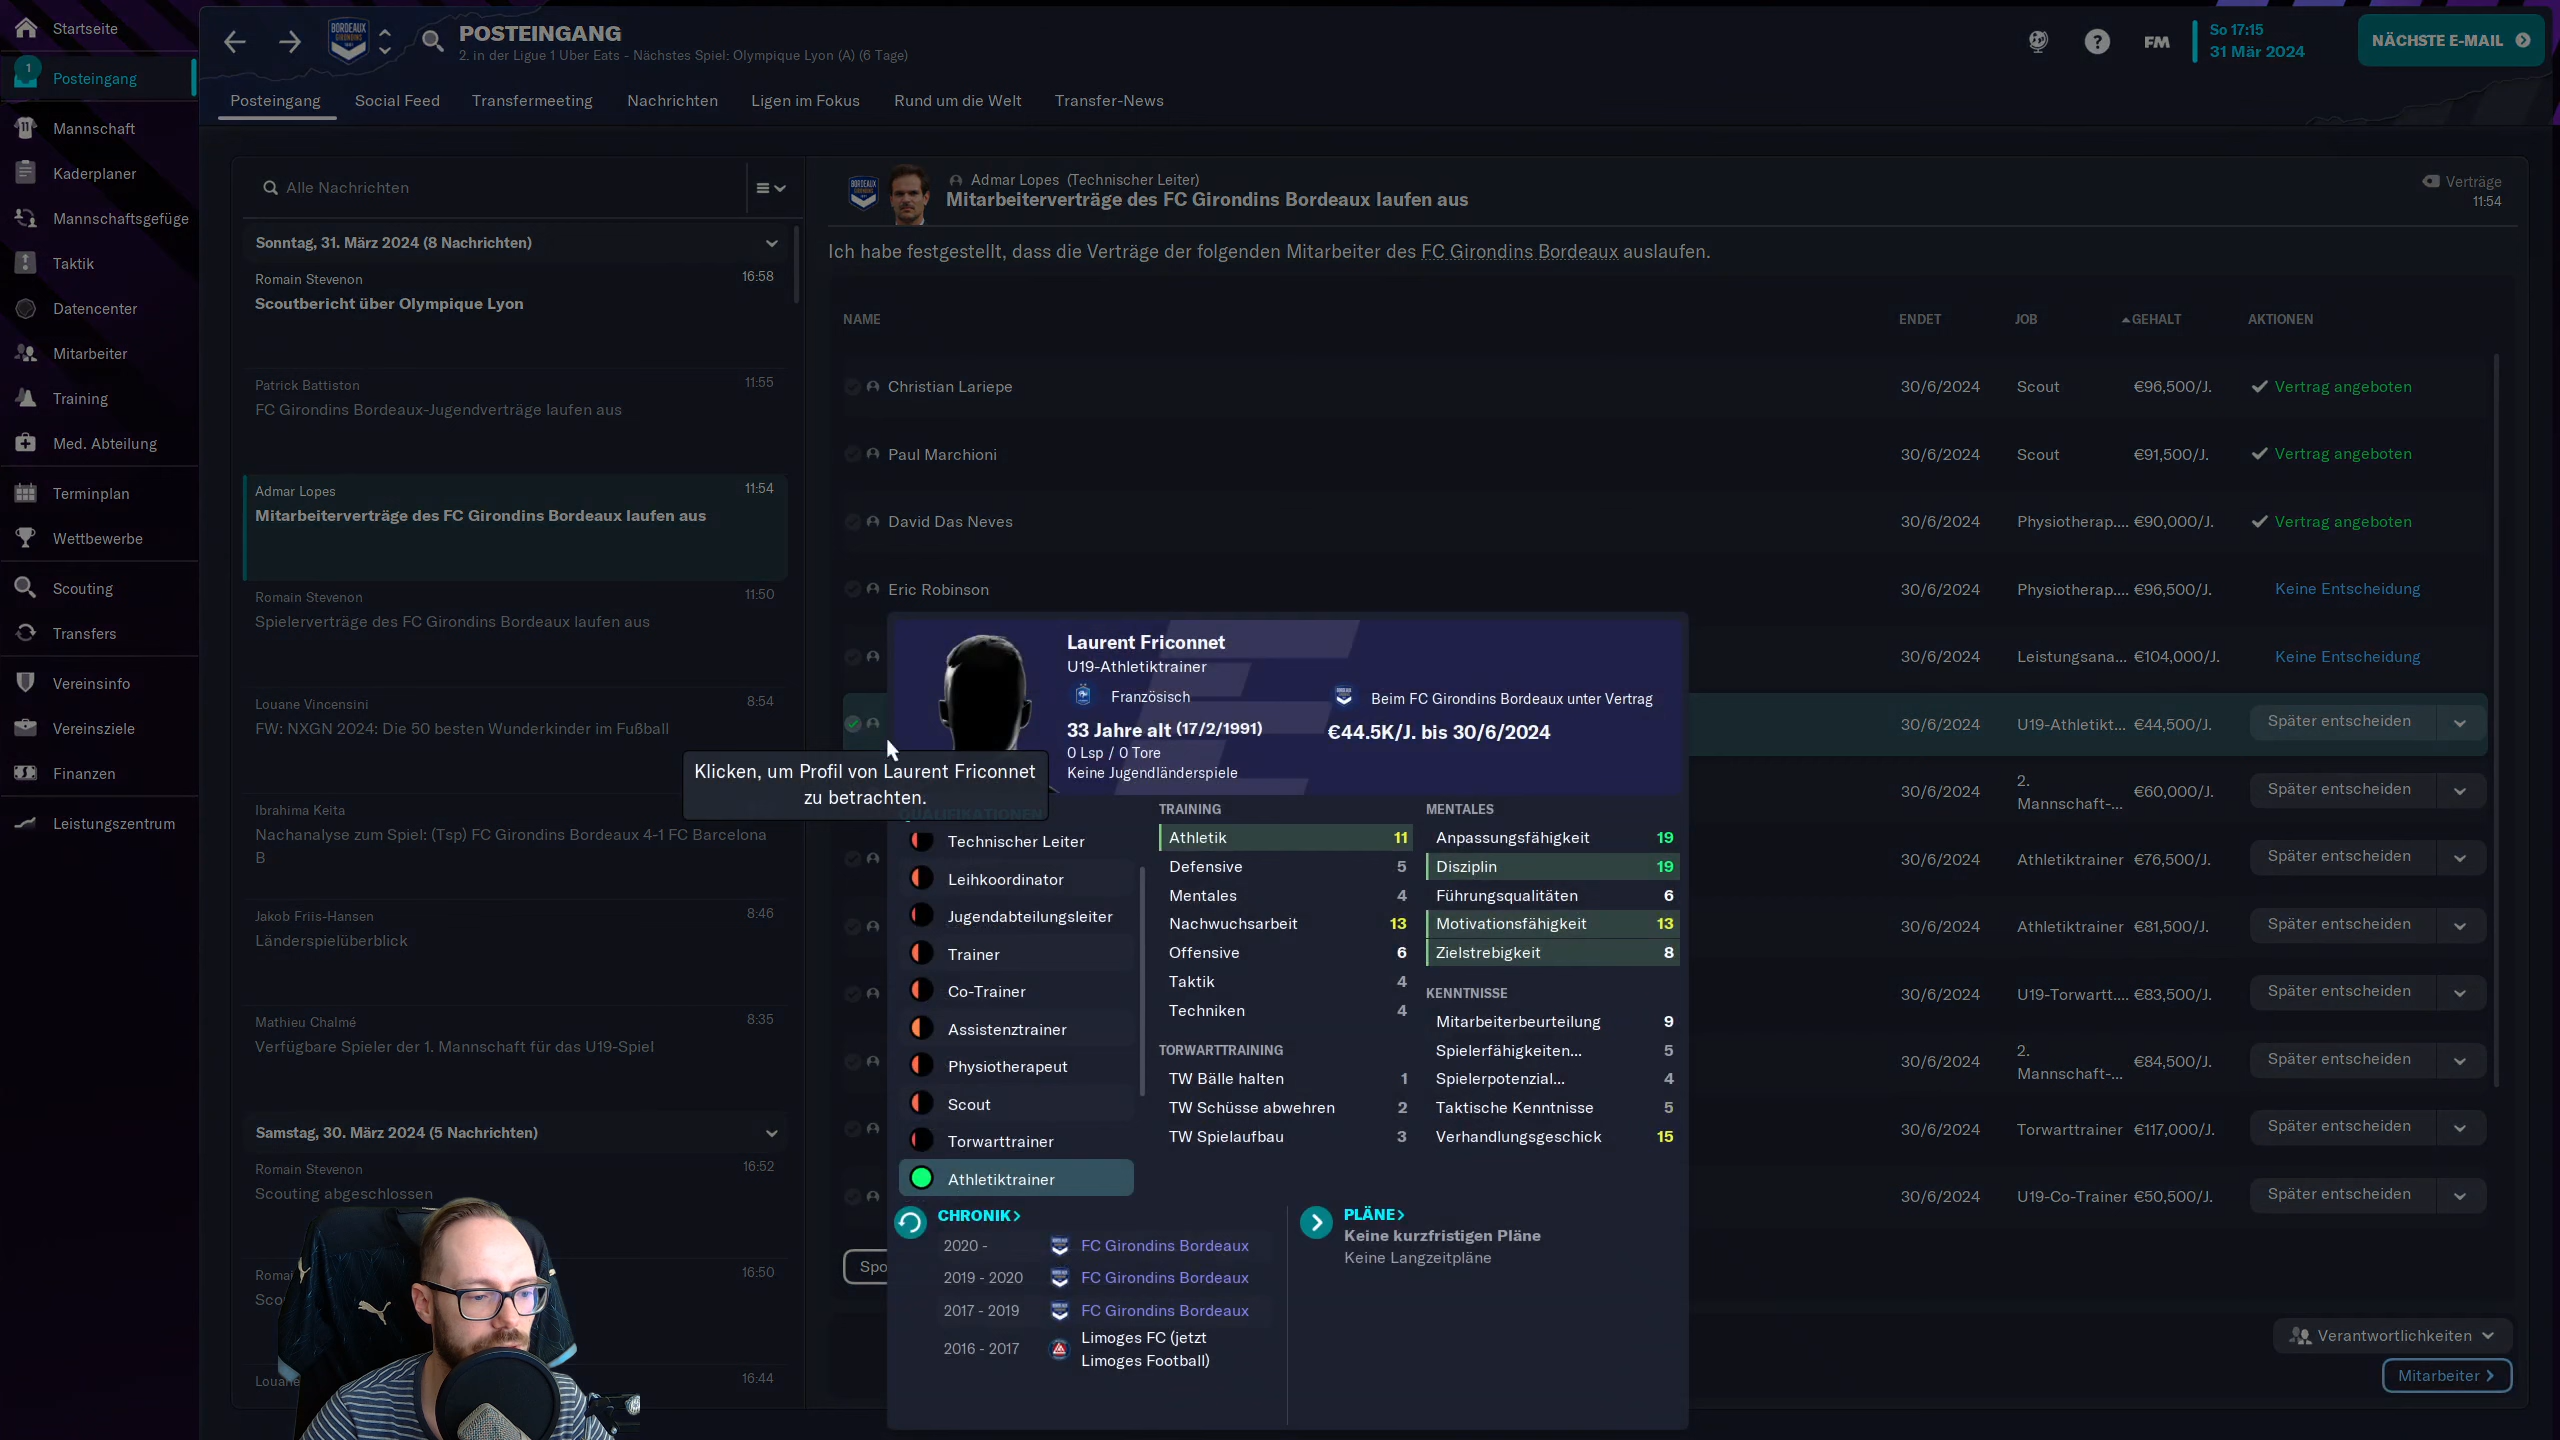 Startseite
1
Posteingang
Mannschaft
Kaderplaner
Mannschaftsgefüge
Taktik
Datencenter
Mitarbeiter
Training
Med. Abteilung
Terminplan
Wettbewerbe
Scouting
Transfers
Vereinsinfo
Vereinsziele
Finanzen
Leistungszentrum
POSTEINGANG
2. in der Ligue 1 Uber Eats - Nächstes Spiel: Olympique Lyon (A) (6 Tage)
FM
So 17:15
31 Mär 2024
NÄCHSTE E-MAIL
Posteingang
Social Feed
Transfermeeting
Nachrichten
Ligen im Fokus
Rund um die Welt
Transfer-News
Alle Nachrichten
Sonntag, 31. März 2024 (8 Nachrichten)
Romain Stevenon 16:58
Scoutbericht über Olympique Lyon
Patrick Battiston 11:55
FC Girondins Bordeaux-Jugendverträge laufen aus
Admar Lopes 11:54
Mitarbeiterverträge des FC Girondins Bordeaux laufen aus
Romain Stevenon 11:50
Spielerverträge des FC Girondins Bordeaux laufen aus
Louane Vincensini 8:54
FW: NXGN 2024: Die 50 besten Wunderkinder im Fußball
Ibrahima Keita
Nachanalyse zum Spiel: (Tsp) FC Girondins Bordeaux 4-1 FC Barcelona
B
Jakob Friis-Hansen 8:46
Länderspielüberblick
Mathieu Chalmé 8:35
Verfügbare Spieler der 1. Mannschaft für das U19-Spiel
Samstag, 30. März 2024 (5 Nachrichten)
Romain Stevenon 16:52
Scouting abgeschlossen
16:50
16:44
Admar Lopes (Technischer Leiter)
Mitarbeiterverträge des FC Girondins Bordeaux laufen aus
Verträge
11:54
Ich habe festgestellt, dass die Verträge der folgenden Mitarbeiter des FC Girondins Bordeaux auslaufen.
NAME ENDET JOB GEHALT AKTIONEN
Christian Lariepe 30/6/2024 Scout €96,500/J. Vertrag angeboten
Paul Marchioni 30/6/2024 Scout €91,500/J. Vertrag angeboten
David Das Neves 30/6/2024 Physiotherap.... €90,000/J. Vertrag angeboten
Eric Robinson 30/6/2024 Physiotherap.... €96,500/J. Keine Entscheidung
30/6/2024 Leistungsana... €104,000/J. Keine Entscheidung
30/6/2024 U19-Athletikt... €44,500/J. Später entscheiden
30/6/2024 2. Mannschaft-... €60,000/J. Später entscheiden
30/6/2024 Athletiktrainer €76,500/J. Später entscheiden
30/6/2024 Athletiktrainer €81,500/J. Später entscheiden
30/6/2024 U19-Torwartt.... €83,500/J. Später entscheiden
30/6/2024 2. Mannschaft-... €84,500/J. Später entscheiden
30/6/2024 Torwarttrainer €117,000/J. Später entscheiden
30/6/2024 U19-Co-Trainer €50,500/J. Später entscheiden
Verantwortlichkeiten
Mitarbeiter
Laurent Friconnet
U19-Athletiktrainer
Französisch
33 Jahre alt (17/2/1991)
0 Lsp / 0 Tore
Keine Jugendländerspiele
Beim FC Girondins Bordeaux unter Vertrag
€44.5K/J. bis 30/6/2024
Klicken, um Profil von Laurent Friconnet
zu betrachten.
Technischer Leiter
Leihkoordinator
Jugendabteilungsleiter
Trainer
Co-Trainer
Assistenztrainer
Physiotherapeut
Scout
Torwarttrainer
Athletiktrainer
TRAINING
Athletik 11
Defensive 5
Mentales 4
Nachwuchsarbeit 13
Offensive 6
Taktik 4
Techniken 4
TORWARTTRAINING
TW Bälle halten 1
TW Schüsse abwehren 2
TW Spielaufbau 3
MENTALES
Anpassungsfähigkeit 19
Disziplin 19
Führungsqualitäten 6
Motivationsfähigkeit 13
Zielstrebigkeit 8
KENNTNISSE
Mitarbeiterbeurteilung 9
Spielerfähigkeiten... 5
Spielerpotenzial... 4
Taktische Kenntnisse 5
Verhandlungsgeschick 15
CHRONIK
2020 - FC Girondins Bordeaux
2019 - 2020 FC Girondins Bordeaux
2017 - 2019 FC Girondins Bordeaux
2016 - 2017 Limoges FC (jetzt
Limoges Football)
PLÄNE
Keine kurzfristigen Pläne
Keine Langzeitpläne